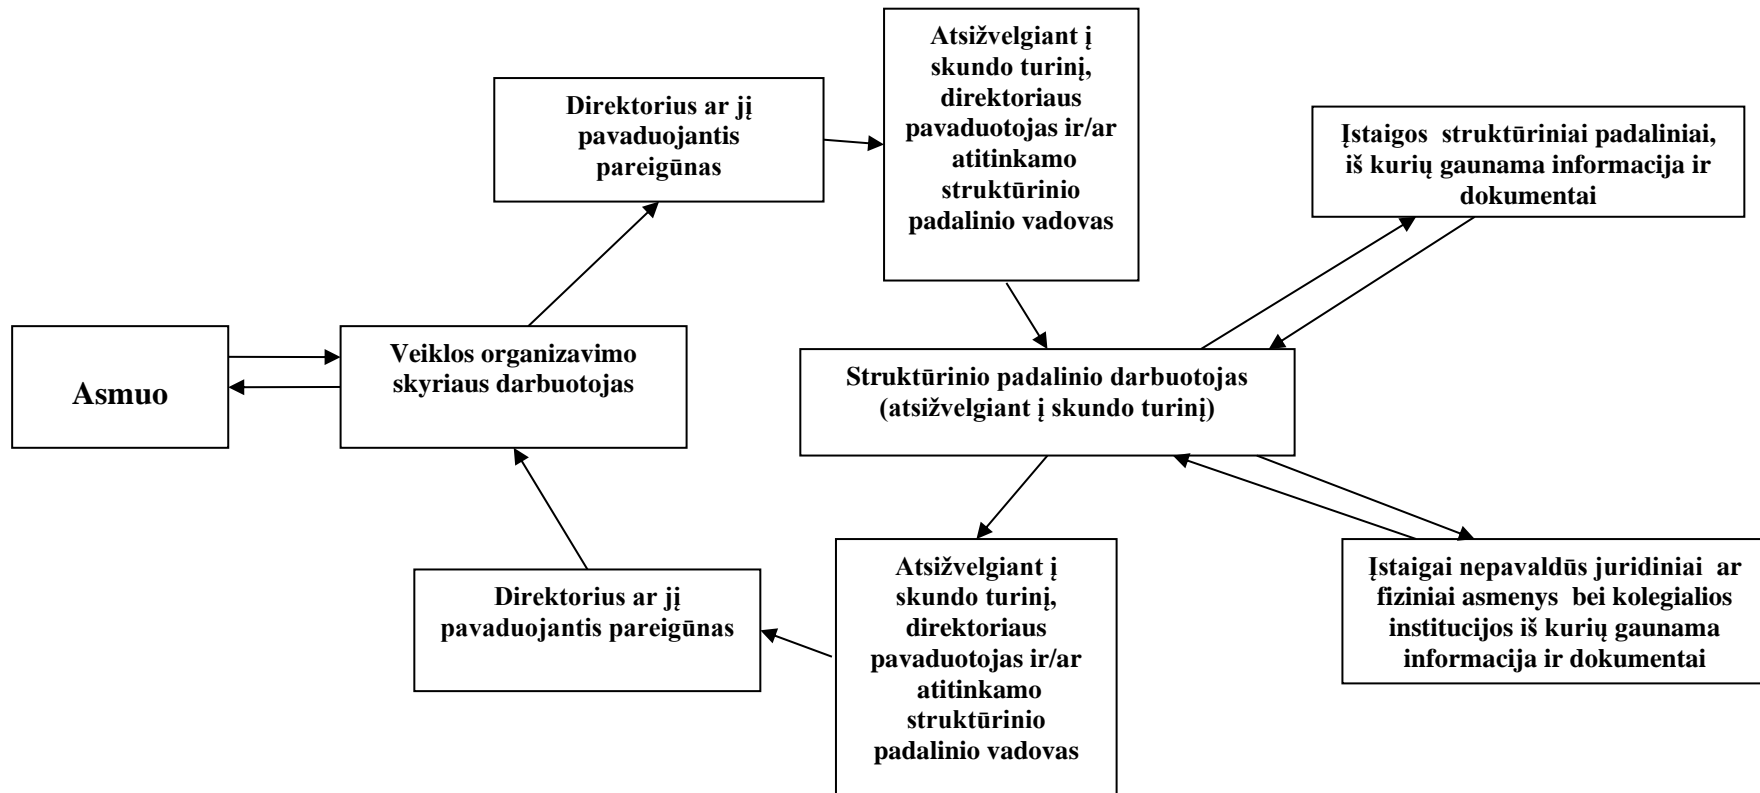 Atsižvelgiant į
skundo turinį,
direktoriaus
pavaduotojas ir/ar
atitinkamo
struktūrinio
padalinio vadovas
Direktorius ar jį
pavaduojantis
pareigūnas
Įstaigos struktūriniai padaliniai,
iš kurių gaunama informacija ir
dokumentai
Asmuo
Veiklos organizavimo
skyriaus darbuotojas
Struktūrinio padalinio darbuotojas
(atsižvelgiant į skundo turinį)
Direktorius ar jį
pavaduojantis pareigūnas
Atsižvelgiant į
skundo turinį,
direktoriaus
pavaduotojas ir/ar
atitinkamo
struktūrinio
padalinio vadovas
Įstaigai nepavaldūs juridiniai ar
fiziniai asmenys bei kolegialios
institucijos iš kurių gaunama
informacija ir dokumentai